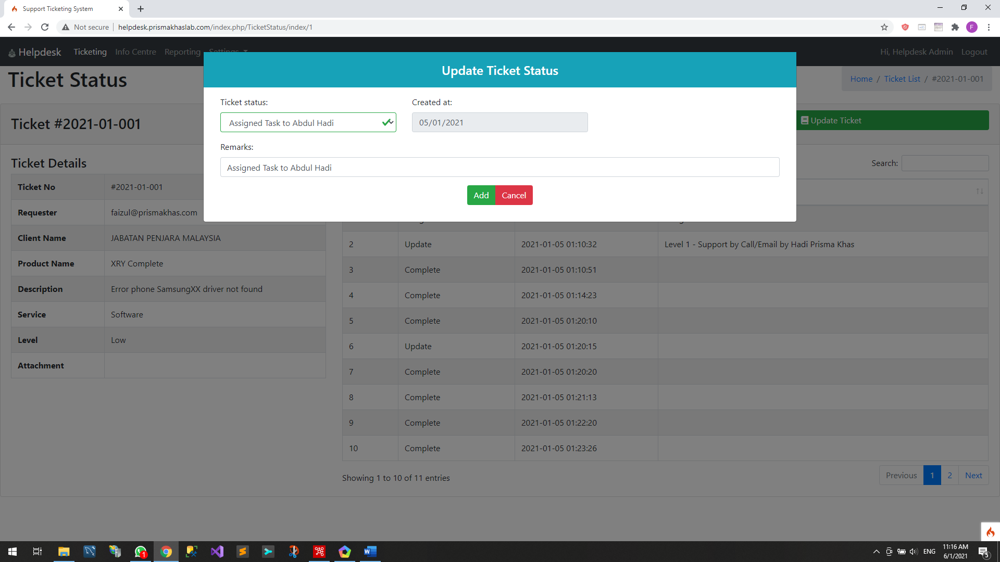 Support Ticketing System
Not secure
helpdesk.prismakhaslab.com/index.php/TicketStatus/index/1
F
Helpdesk
Ticketing
Info Centre
Reporting
Settings
Hi, Helpdesk Admin
Logout
Ticket Status
Home / Ticket List / #2021-01-001
Update Ticket Status
Ticket status:
Created at:
Assigned Task to Abdul Hadi
05/01/2021
Remarks:
Assigned Task to Abdul Hadi
Add
Cancel
Ticket #2021-01-001
Update Ticket
Ticket Details
Search:
Ticket No #2021-01-001
Requester faizul@prismakhas.com
Client Name JABATAN PENJARA MALAYSIA
Product Name XRY Complete
Description Error phone SamsungXX driver not found
Service Software
Level Low
Attachment
2 Update 2021-01-05 01:10:32 Level 1 - Support by Call/Email by Hadi Prisma Khas
3 Complete 2021-01-05 01:10:51
4 Complete 2021-01-05 01:14:23
5 Complete 2021-01-05 01:20:10
6 Update 2021-01-05 01:20:15
7 Complete 2021-01-05 01:20:20
8 Complete 2021-01-05 01:21:13
9 Complete 2021-01-05 01:22:20
10 Complete 2021-01-05 01:23:26
Showing 1 to 10 of 11 entries
Previous 1 2 Next
1
ENG
11:16 AM
6/1/2021
5